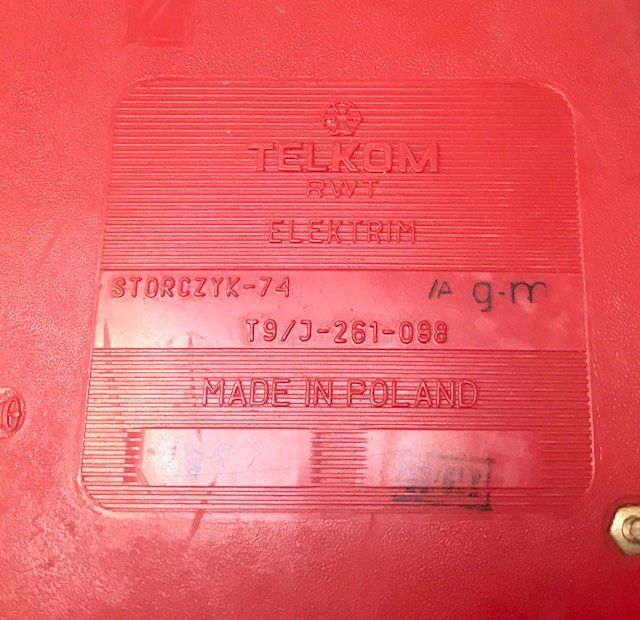 TELKOM
RWT
ELEKTRIM
STORCZYK-74 /A g-m
T9/J-261-088
MADE IN POLAND